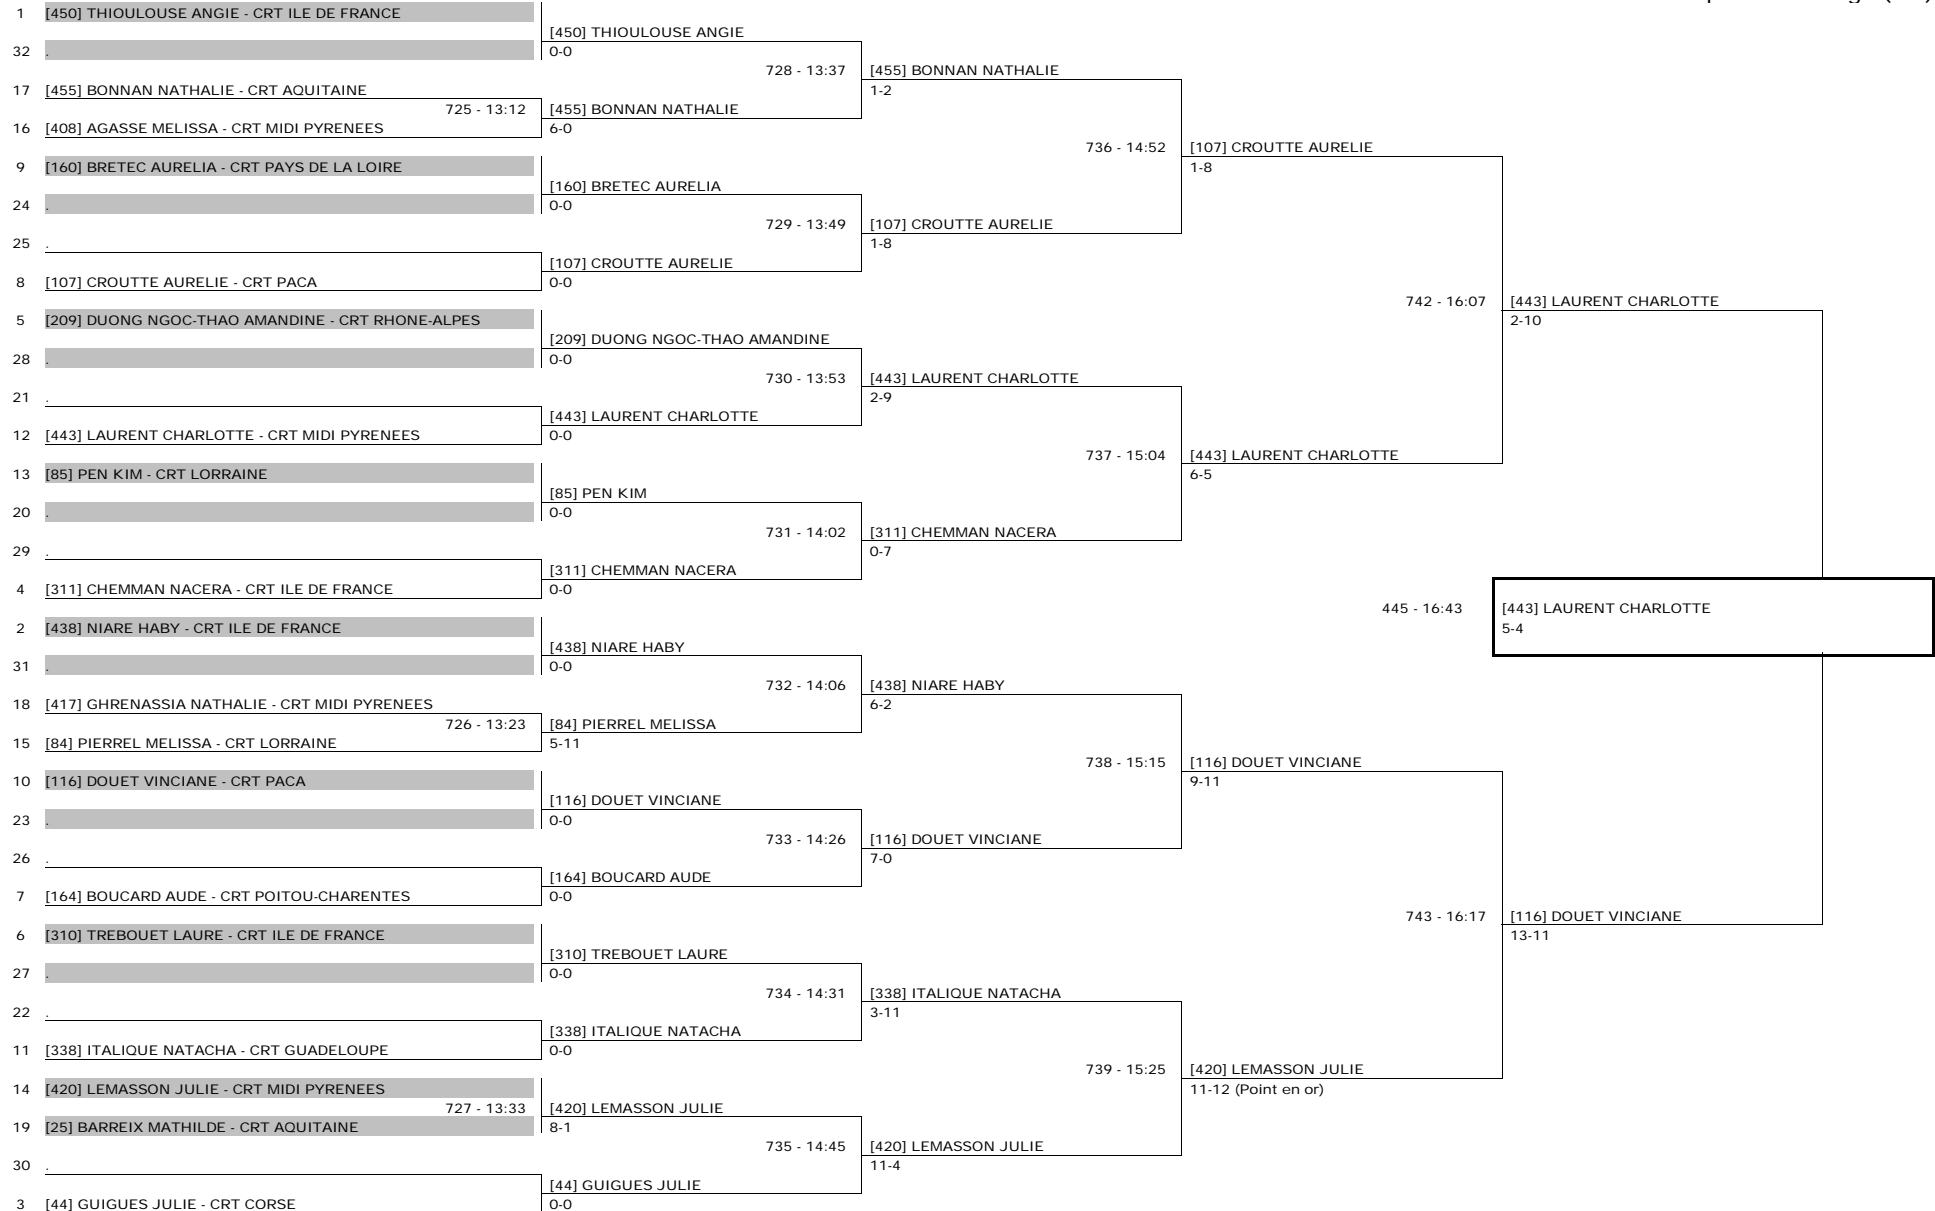 1 [450] THIOULOUSE ANGIE - CRT ILE DE FRANCE
[450] THIOULOUSE ANGIE
32 . 0-0
728 - 13:37 [455] BONNAN NATHALIE
17 [455] BONNAN NATHALIE - CRT AQUITAINE 1-2
725 - 13:12 [455] BONNAN NATHALIE
16 [408] AGASSE MELISSA - CRT MIDI PYRENEES 6-0
736 - 14:52 [107] CROUTTE AURELIE
9 [160] BRETEC AURELIA - CRT PAYS DE LA LOIRE 1-8
[160] BRETEC AURELIA
24 . 0-0
729 - 13:49 [107] CROUTTE AURELIE
25 . 1-8
[107] CROUTTE AURELIE
8 [107] CROUTTE AURELIE - CRT PACA 0-0
742 - 16:07 [443] LAURENT CHARLOTTE
5 [209] DUONG NGOC-THAO AMANDINE - CRT RHONE-ALPES 2-10
[209] DUONG NGOC-THAO AMANDINE
28 . 0-0
730 - 13:53 [443] LAURENT CHARLOTTE
21 . 2-9
[443] LAURENT CHARLOTTE
12 [443] LAURENT CHARLOTTE - CRT MIDI PYRENEES 0-0
737 - 15:04 [443] LAURENT CHARLOTTE
13 [85] PEN KIM - CRT LORRAINE 6-5
[85] PEN KIM
20 . 0-0
731 - 14:02 [311] CHEMMAN NACERA
29 . 0-7
[311] CHEMMAN NACERA
4 [311] CHEMMAN NACERA - CRT ILE DE FRANCE 0-0
445 - 16:43 [443] LAURENT CHARLOTTE
2 [438] NIARE HABY - CRT ILE DE FRANCE 5-4
[438] NIARE HABY
31 . 0-0
732 - 14:06 [438] NIARE HABY
18 [417] GHRENASSIA NATHALIE - CRT MIDI PYRENEES 6-2
726 - 13:23 [84] PIERREL MELISSA
15 [84] PIERREL MELISSA - CRT LORRAINE 5-11
738 - 15:15 [116] DOUET VINCIANE
10 [116] DOUET VINCIANE - CRT PACA 9-11
[116] DOUET VINCIANE
23 . 0-0
733 - 14:26 [116] DOUET VINCIANE
26 . 7-0
[164] BOUCARD AUDE
7 [164] BOUCARD AUDE - CRT POITOU-CHARENTES 0-0
743 - 16:17 [116] DOUET VINCIANE
6 [310] TREBOUET LAURE - CRT ILE DE FRANCE 13-11
[310] TREBOUET LAURE
27 . 0-0
734 - 14:31 [338] ITALIQUE NATACHA
22 . 3-11
[338] ITALIQUE NATACHA
11 [338] ITALIQUE NATACHA - CRT GUADELOUPE 0-0
739 - 15:25 [420] LEMASSON JULIE
14 [420] LEMASSON JULIE - CRT MIDI PYRENEES 11-12 (Point en or)
727 - 13:33 [420] LEMASSON JULIE
19 [25] BARREIX MATHILDE - CRT AQUITAINE 8-1
735 - 14:45 [420] LEMASSON JULIE
30 . 11-4
[44] GUIGUES JULIE
3 [44] GUIGUES JULIE - CRT CORSE 0-0